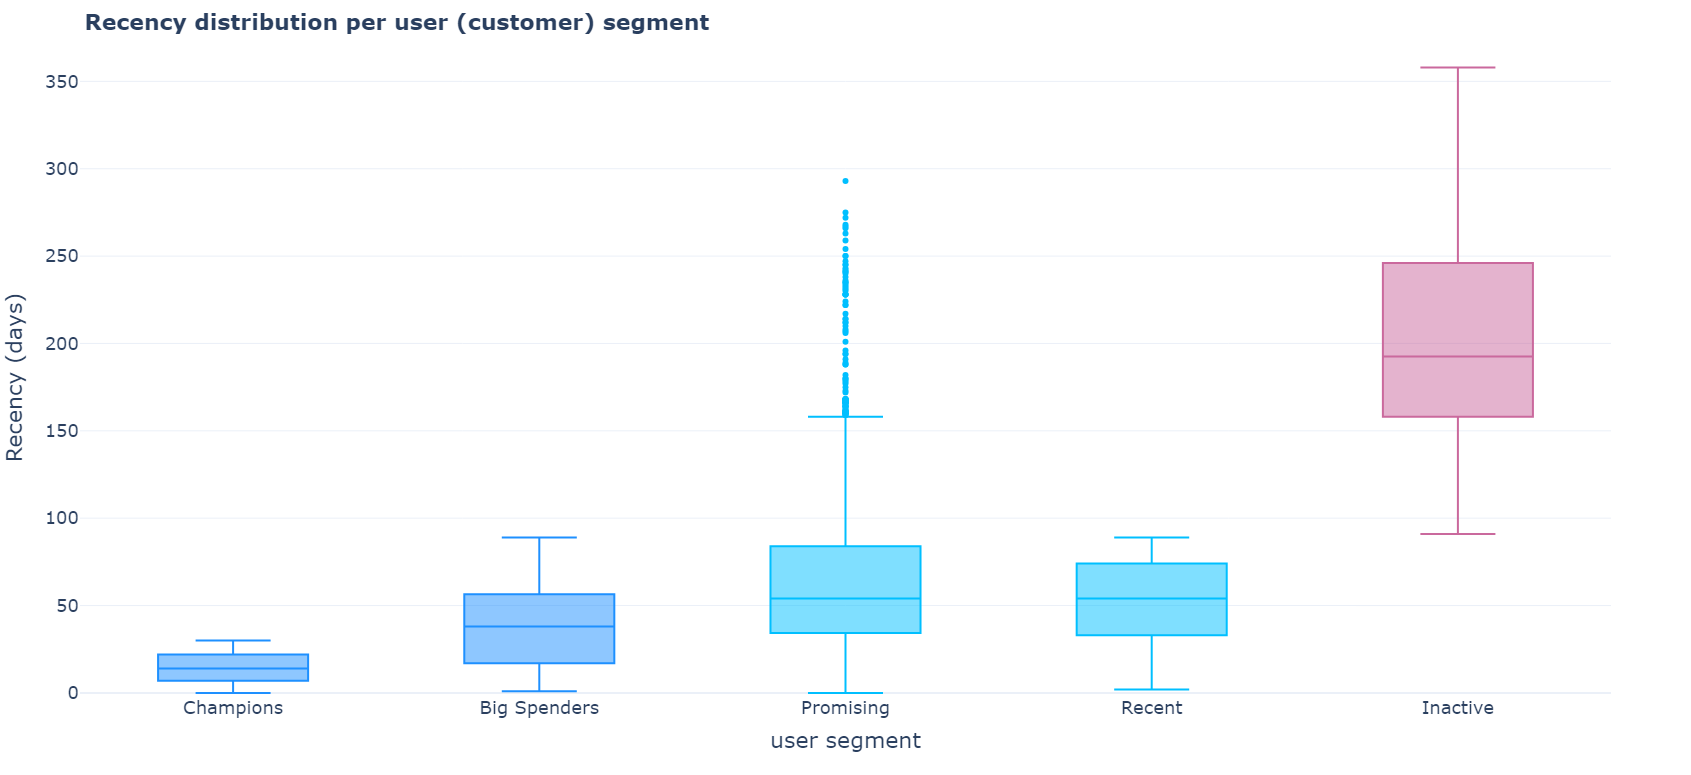 Recency distribution per user (customer) segment
Recency (days)
350
300
250
200
150
100
50
0
Champions Big Spenders Promising Recent Inactive
user segment